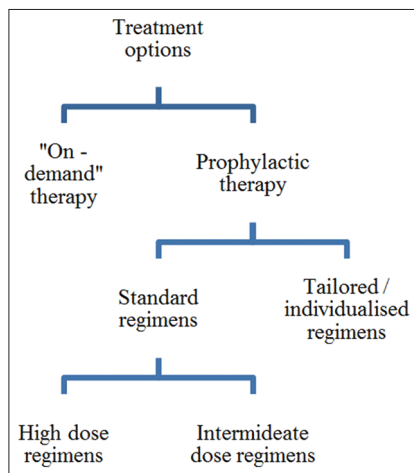 Treatment
options
"On -
demand"
therapy
Prophylactic
therapy
Standard
regimens
Tailored /
individualised
regimens
High dose
regimens
Intermideate
dose regimens